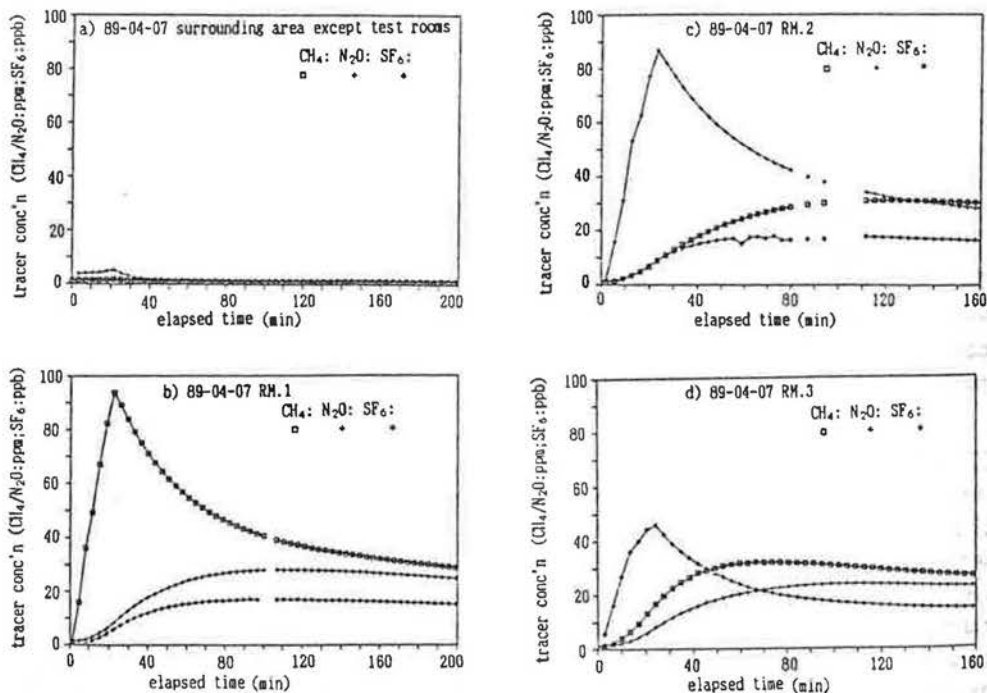 a) 89-04-07 surrounding area except test rooms
CH₄: N₂O: SF₆:
tracer conc'n (CH₄/N₂O:ppm;SF₆:ppb)
100
80
60
40
20
0
0 40 80 120 160 200
elapsed time (min)
c) 89-04-07 RM.2
CH₄: N₂O: SF₆:
tracer conc'n (CH₄/N₂O:ppm;SF₆:ppb)
100
80
60
40
20
0
0 40 80 120 160
elapsed time (min)
b) 89-04-07 RM.1
CH₄: N₂O: SF₆:
tracer conc'n (CH₄/N₂O:ppm;SF₆:ppb)
100
80
60
40
20
0
0 40 80 120 160 200
elapsed time (min)
d) 89-04-07 RM.3
CH₄: N₂O: SF₆:
tracer conc'n (CH₄/N₂O:ppm;SF₆:ppb)
100
80
60
40
20
0
0 40 80 120 160
elapsed time (min)